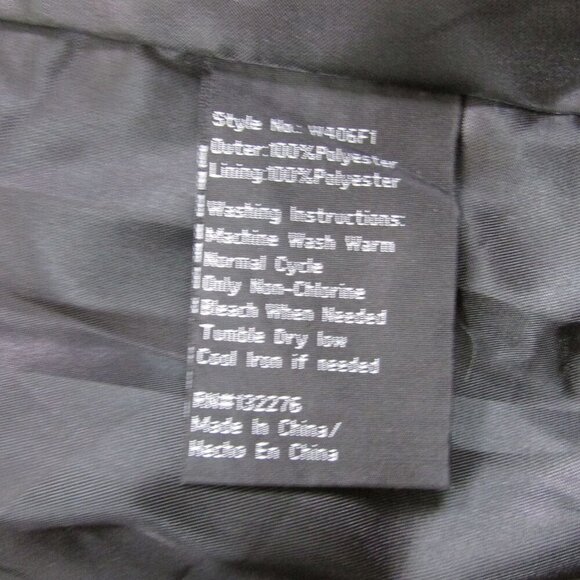 Style No.: W406F1
Outer:100%Polyester
Lining:100%Polyester
Washing Instructions:
Machine Wash Warm
Normal Cycle
Only Non-Chlorine
Bleach When Needed
Tumble Dry low
Cool Iron if needed
RN#132276
Made In China/
Hecho En China